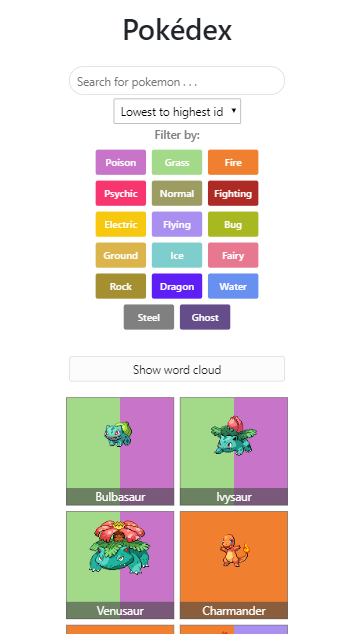 Pokédex
Search for pokemon . . .
Lowest to highest id
Filter by:
Poison Grass Fire
Psychic Normal Fighting
Electric Flying Bug
Ground Ice Fairy
Rock Dragon Water
Steel Ghost
Show word cloud
Bulbasaur Ivysaur
Venusaur Charmander